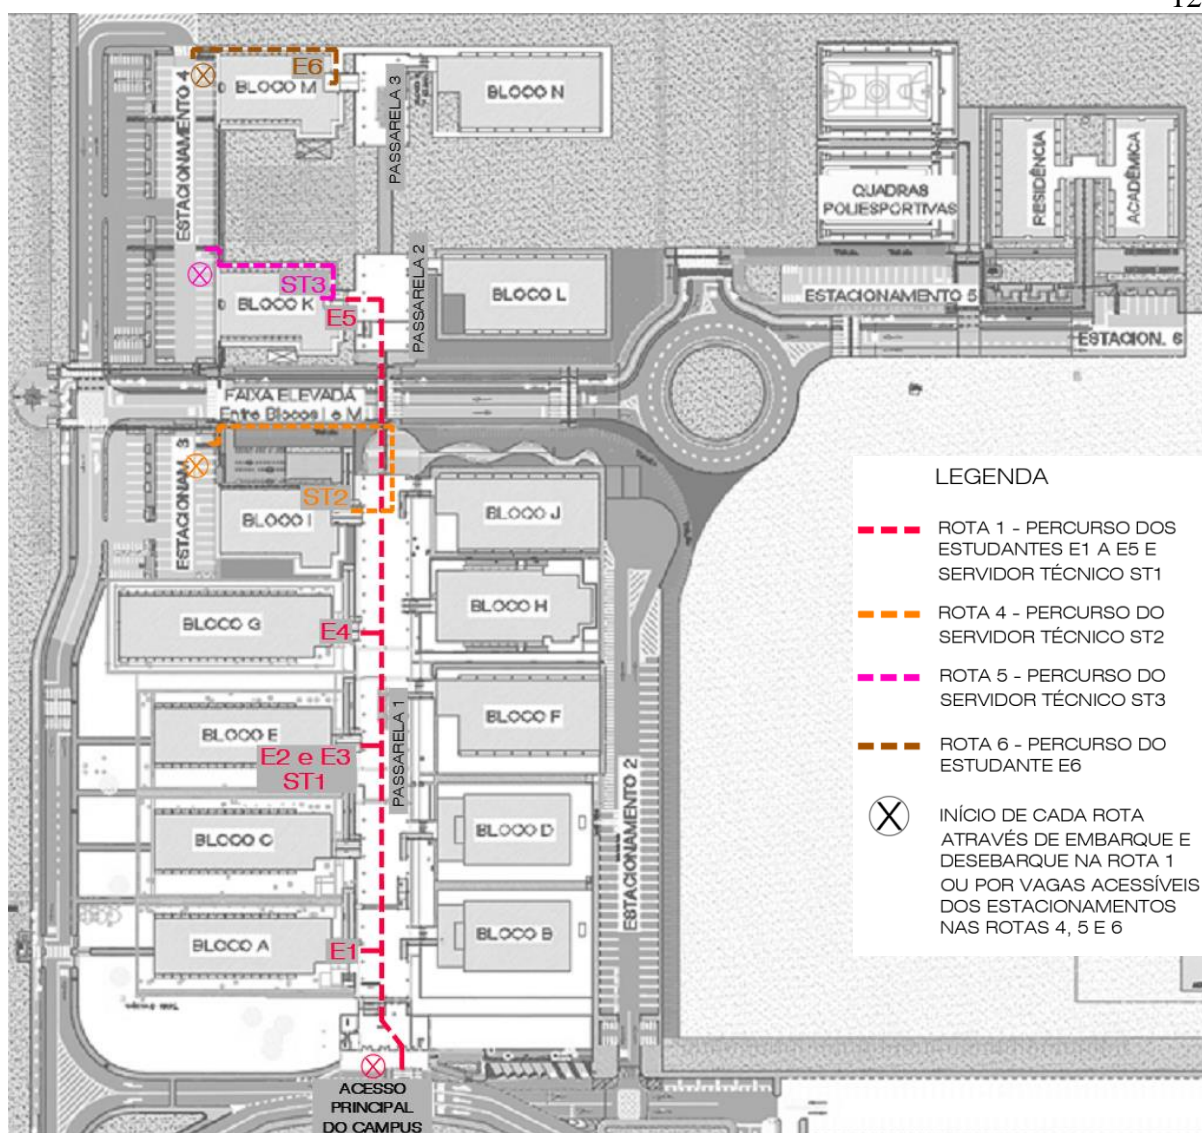 12
E6
BLOCO M
ESTACIONAMENTO 4
PASSARELA 3
BLOCO N
QUADRAS
POLIESPORTIVAS
RESIDÊNCIA
ACADÊMICA
ST3
BLOCO K
E5
PASSARELA 2
BLOCO L
ESTACIONAMENTO 5
ESTACION. 6
FAIXA ELEVADA
Entre Blocos I e M
ESTACIONAM. 3
ST2
BLOCO I
BLOCO J
BLOCO G
E4
BLOCO H
BLOCO E
E2 e E3
ST1
PASSARELA 1
BLOCO F
BLOCO C
BLOCO D
ESTACIONAMENTO 2
BLOCO A
E1
BLOCO B
ACESSO
PRINCIPAL
DO CAMPUS
LEGENDA
ROTA 1 - PERCURSO DOS
ESTUDANTES E1 A E5 E
SERVIDOR TÉCNICO ST1
ROTA 4 - PERCURSO DO
SERVIDOR TÉCNICO ST2
ROTA 5 - PERCURSO DO
SERVIDOR TÉCNICO ST3
ROTA 6 - PERCURSO DO
ESTUDANTE E6
INÍCIO DE CADA ROTA
ATRAVÉS DE EMBARQUE E
DESEBARQUE NA ROTA 1
OU POR VAGAS ACESSÍVEIS
DOS ESTACIONAMENTOS
NAS ROTAS 4, 5 E 6